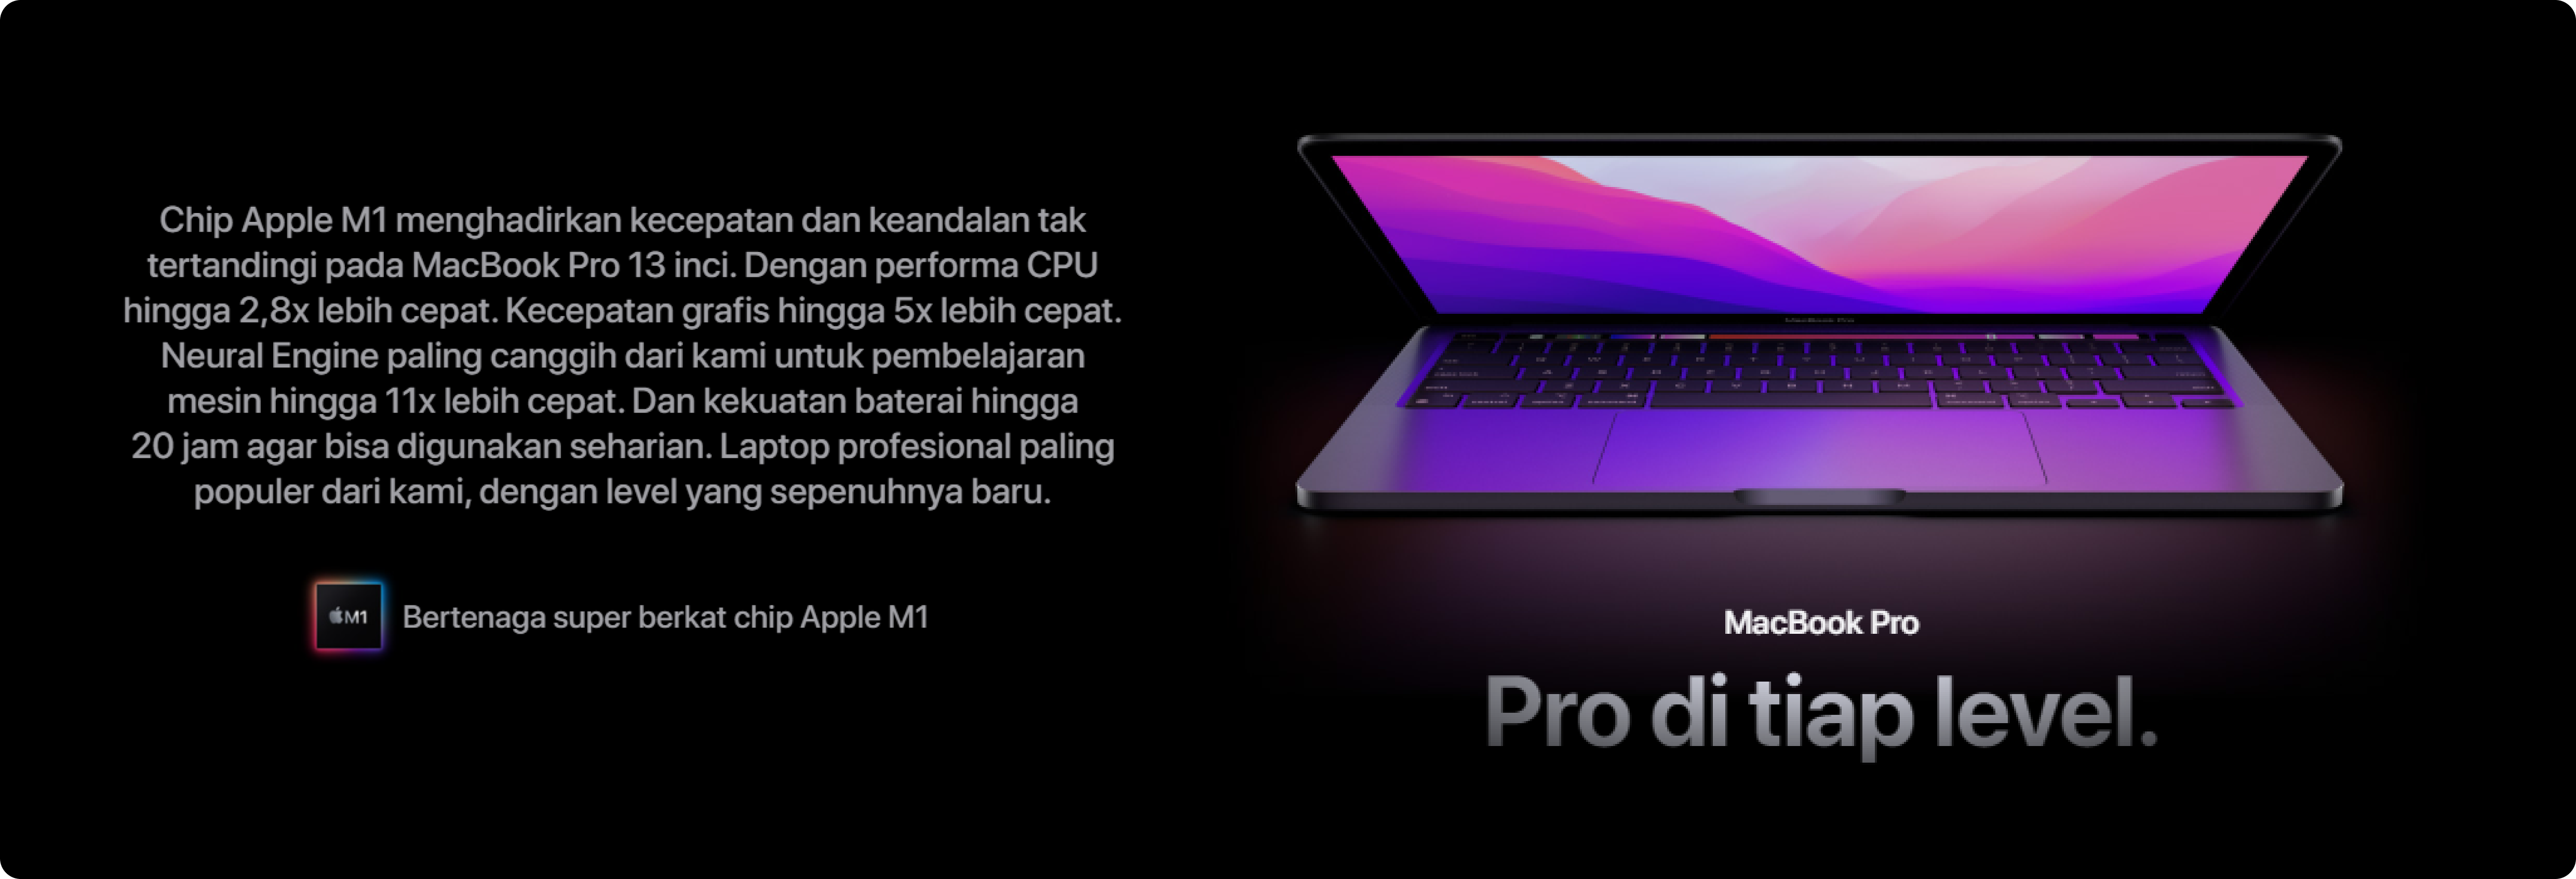 Chip Apple M1 menghadirkan kecepatan dan keandalan tak
tertandingi pada MacBook Pro 13 inci. Dengan performa CPU
hingga 2,8x lebih cepat. Kecepatan grafis hingga 5x lebih cepat.
Neural Engine paling canggih dari kami untuk pembelajaran
mesin hingga 11x lebih cepat. Dan kekuatan baterai hingga
20 jam agar bisa digunakan seharian. Laptop profesional paling
populer dari kami, dengan level yang sepenuhnya baru.
M1
Bertenaga super berkat chip Apple M1
MacBook Pro
MacBook Pro
Pro di tiap level.